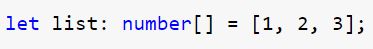 let list: number[] = [1, 2, 3];